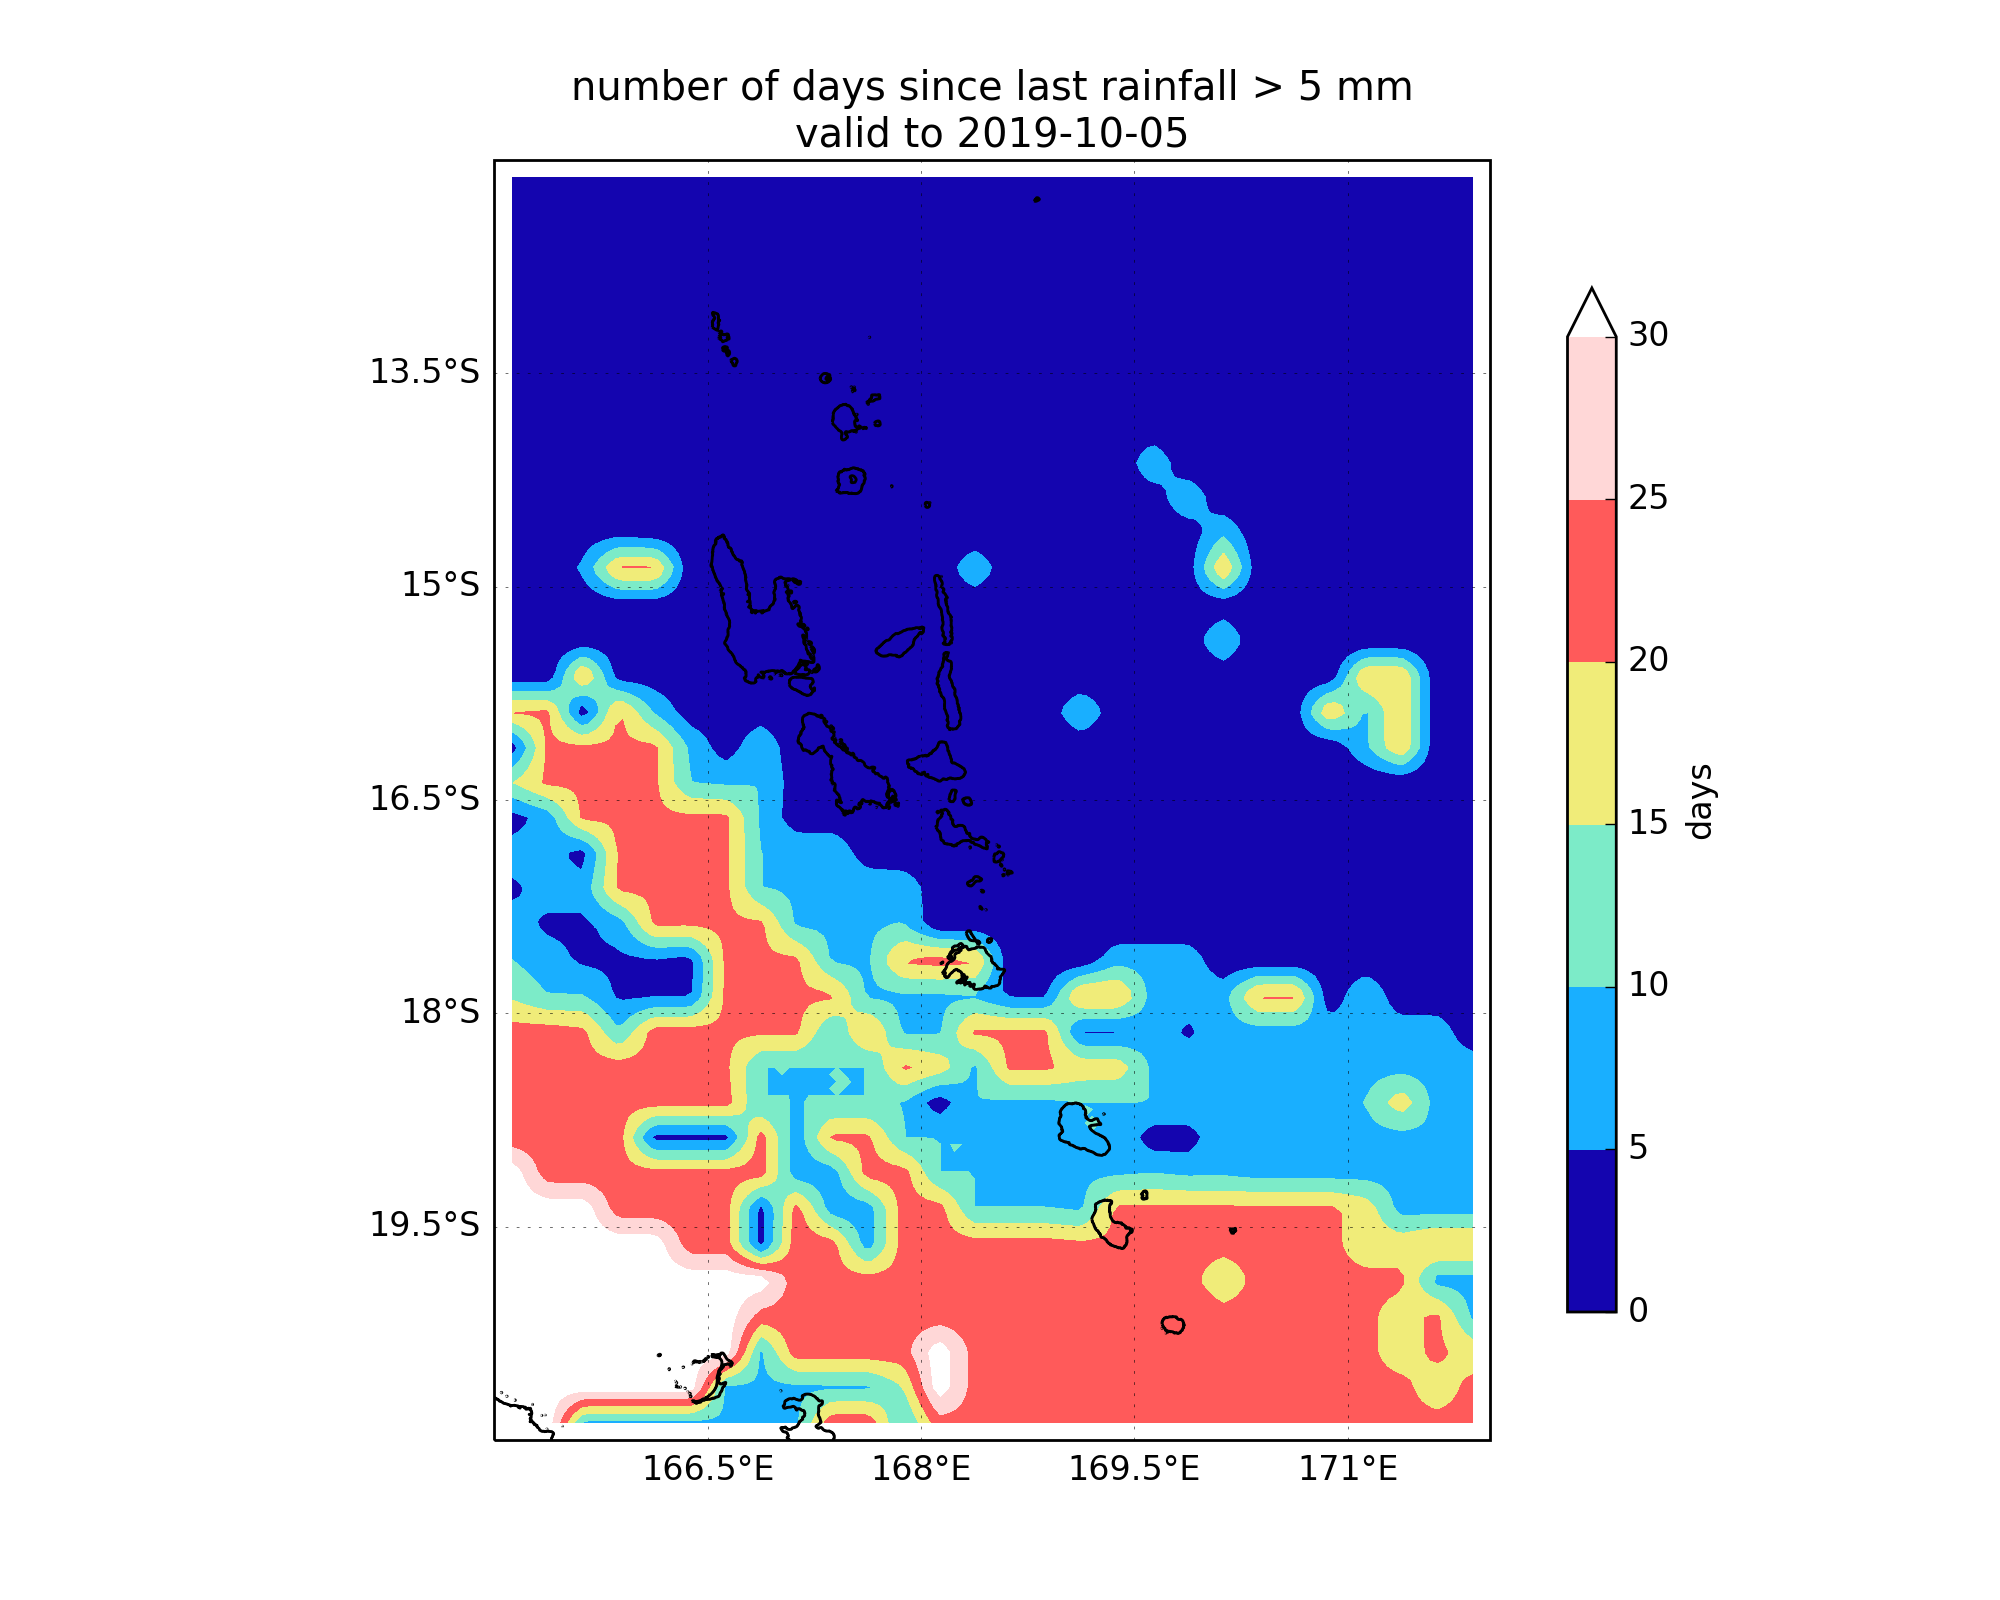 number of days since last rainfall > 5 mm
valid to 2019-10-05
13.5°S
15°S
16.5°S
18°S
19.5°S
166.5°E
168°E
169.5°E
171°E
30
25
20
15
10
5
0
days